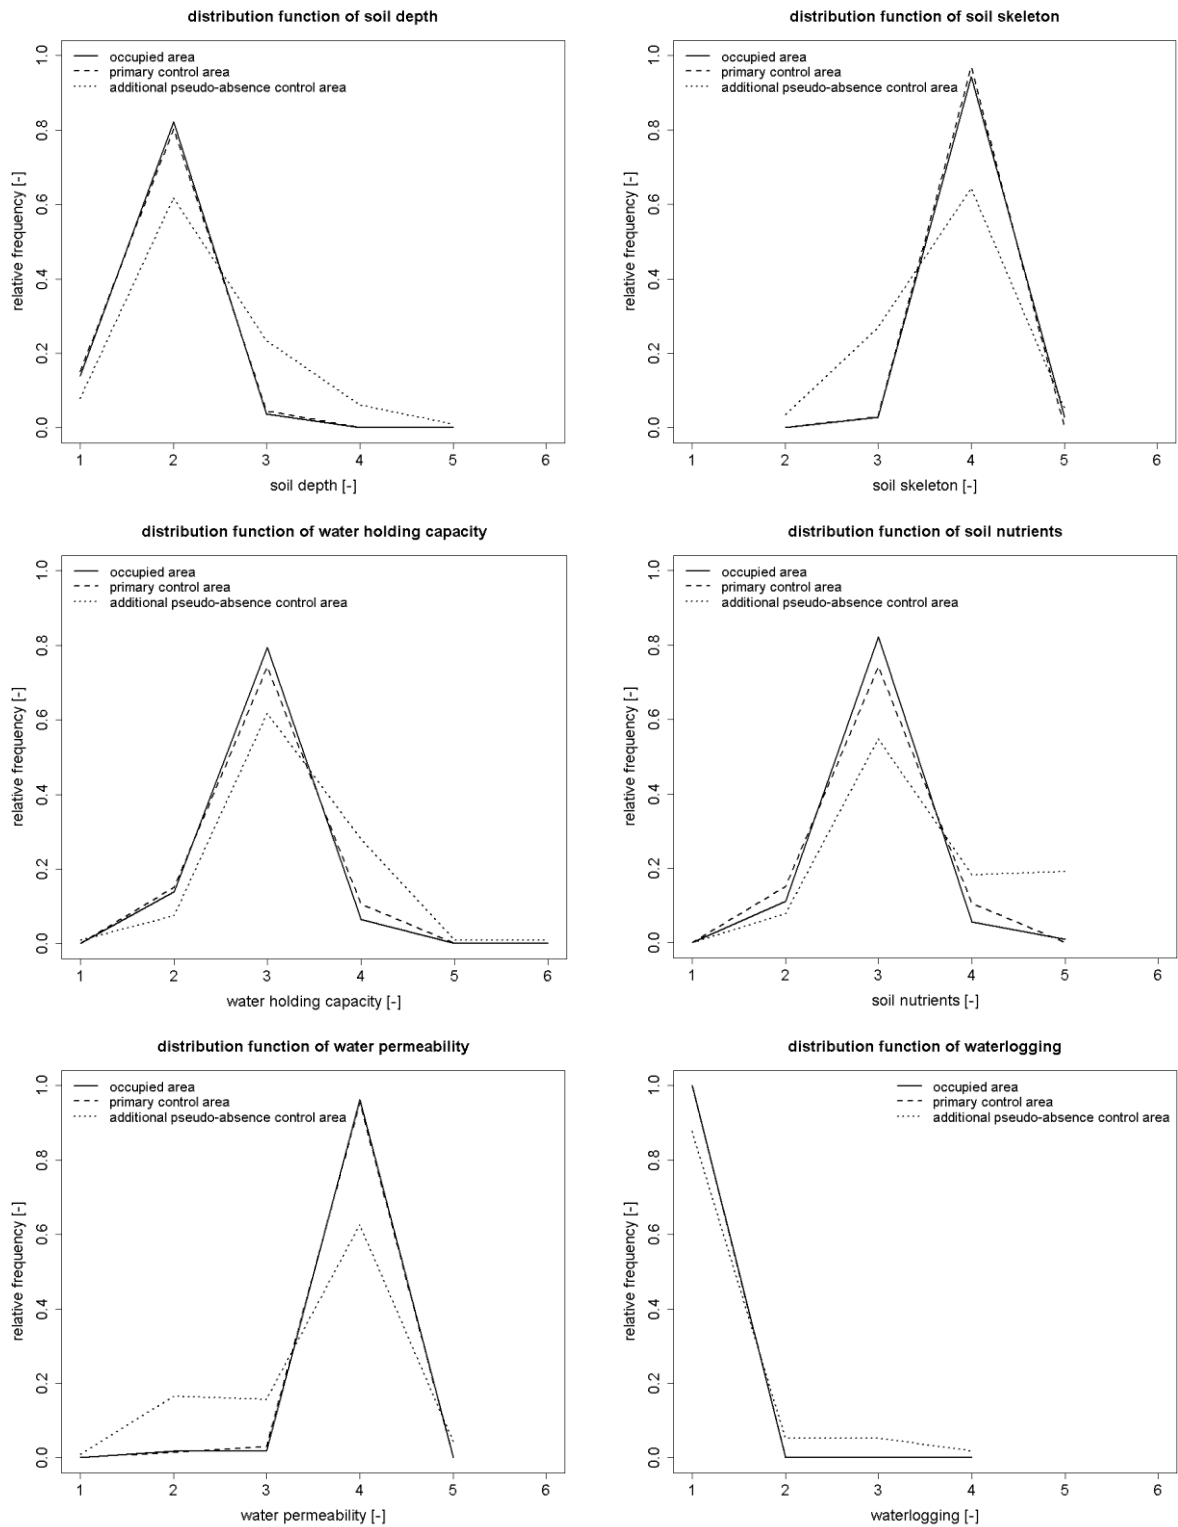 distribution function of soil depth
occupied area
primary control area
additional pseudo-absence control area
relative frequency [-]
0.0 0.2 0.4 0.6 0.8 1.0
1 2 3 4 5 6
soil depth [-]
distribution function of soil skeleton
occupied area
primary control area
additional pseudo-absence control area
relative frequency [-]
0.0 0.2 0.4 0.6 0.8 1.0
1 2 3 4 5 6
soil skeleton [-]
distribution function of water holding capacity
occupied area
primary control area
additional pseudo-absence control area
relative frequency [-]
0.0 0.2 0.4 0.6 0.8 1.0
1 2 3 4 5 6
water holding capacity [-]
distribution function of soil nutrients
occupied area
primary control area
additional pseudo-absence control area
relative frequency [-]
0.0 0.2 0.4 0.6 0.8 1.0
1 2 3 4 5 6
soil nutrients [-]
distribution function of water permeability
occupied area
primary control area
additional pseudo-absence control area
relative frequency [-]
0.0 0.2 0.4 0.6 0.8 1.0
1 2 3 4 5 6
water permeability [-]
distribution function of waterlogging
occupied area
primary control area
additional pseudo-absence control area
relative frequency [-]
0.0 0.2 0.4 0.6 0.8 1.0
1 2 3 4 5 6
waterlogging [-]